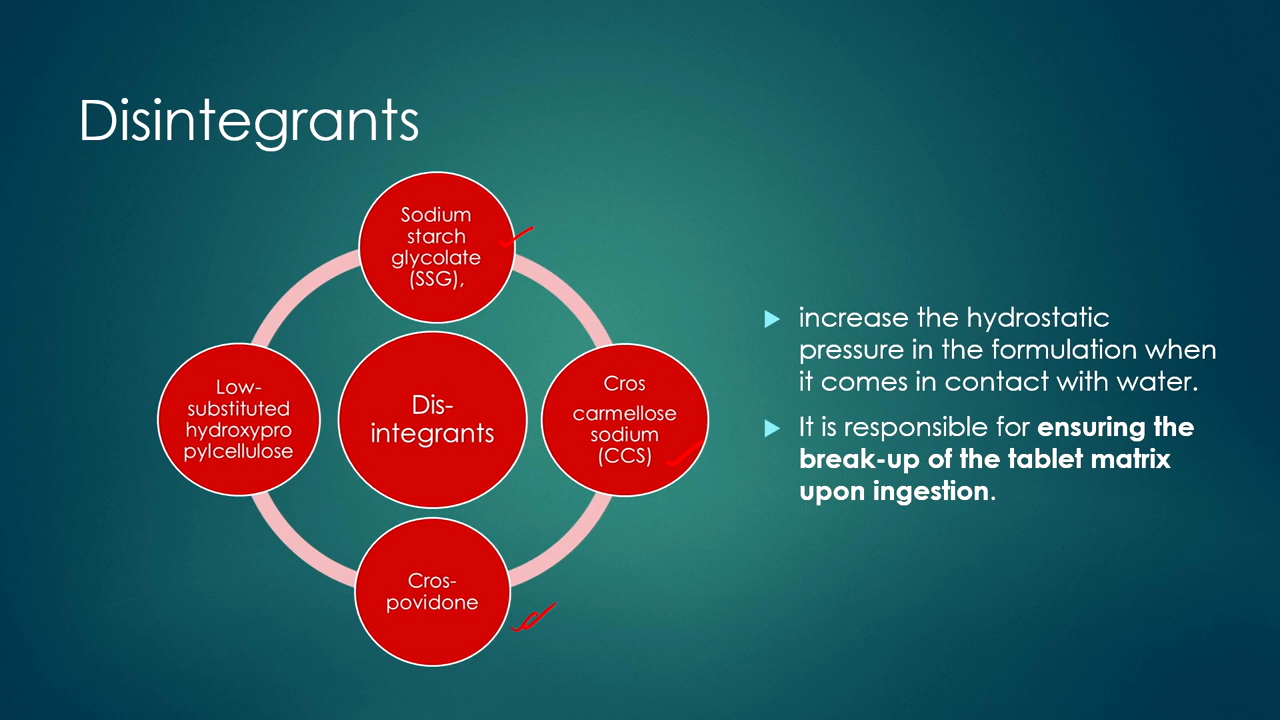 Disintegrants
Sodium
starch
glycolate
(SSG),
Cros
carmellose
sodium
(CCS)
Cros-
povidone
Low-
substituted
hydroxypro
pylcellulose
Dis-
integrants
increase the hydrostatic
pressure in the formulation when
it comes in contact with water.
It is responsible for ensuring the
break-up of the tablet matrix
upon ingestion.